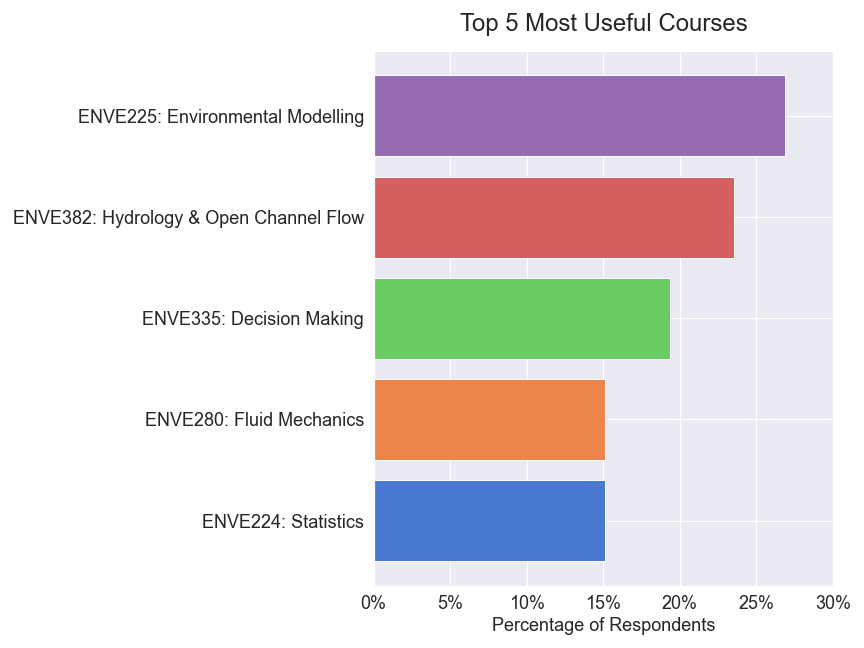 Top 5 Most Useful Courses
ENVE225: Environmental Modelling
ENVE382: Hydrology & Open Channel Flow
ENVE335: Decision Making
ENVE280: Fluid Mechanics
ENVE224: Statistics
0% 5% 10% 15% 20% 25% 30%
Percentage of Respondents